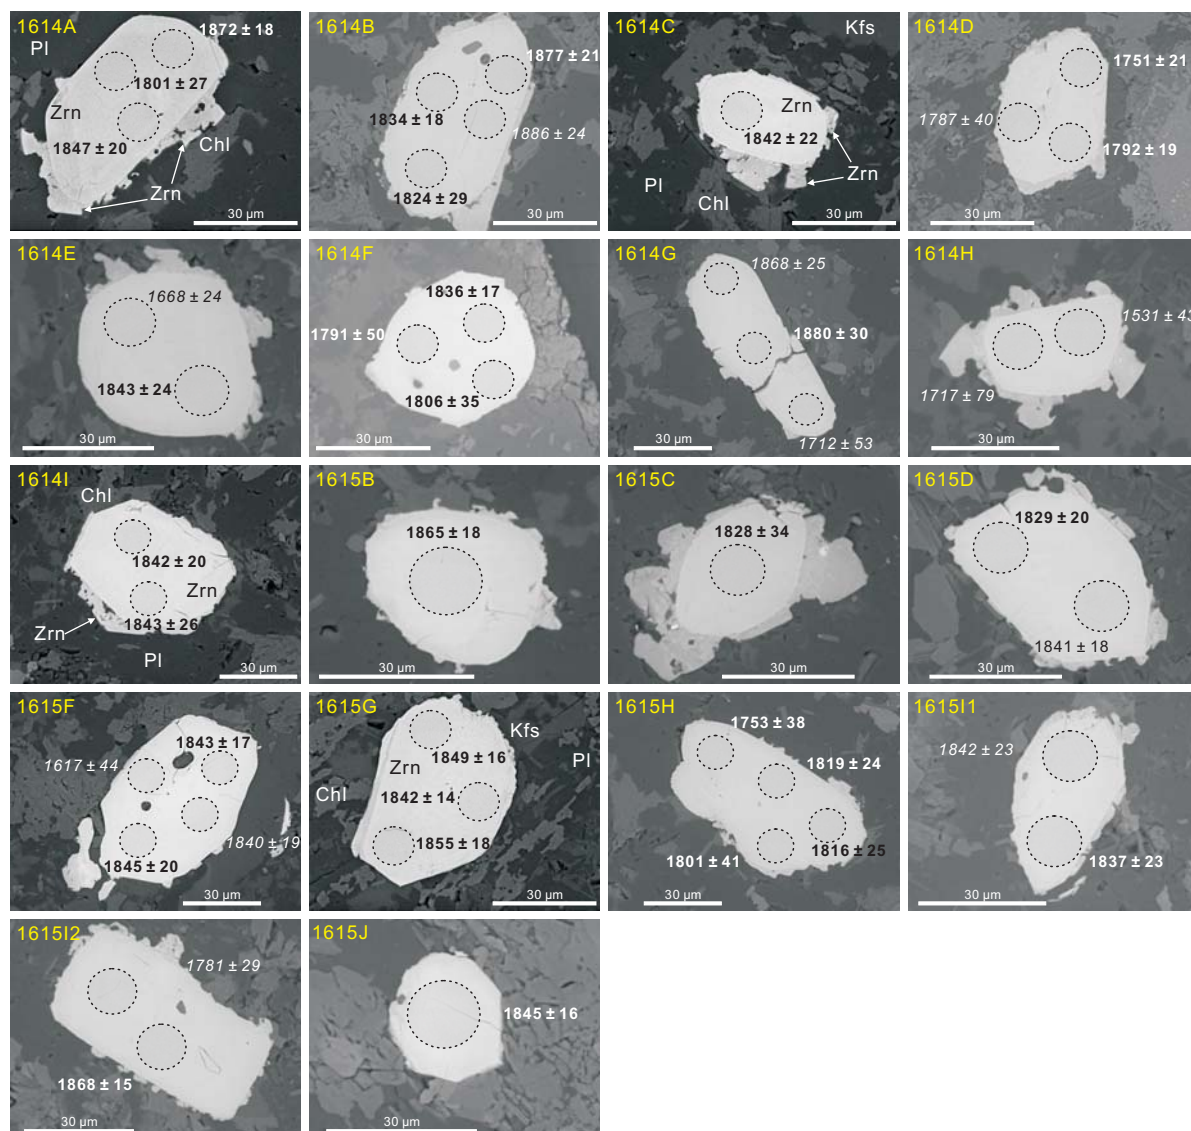 1614A
1872 ± 18
Pl
1801 ± 27
Zrn
1847 ± 20
Chl
Zrn
30 µm
1614B
1877 ± 21
1834 ± 18
1886 ± 24
1824 ± 29
30 µm
1614C
Kfs
Zrn
1842 ± 22
Zrn
Pl
Chl
30 µm
1614D
1751 ± 21
1787 ± 40
1792 ± 19
30 µm
1614E
1668 ± 24
1843 ± 24
30 µm
1614F
1836 ± 17
1791 ± 50
1806 ± 35
30 µm
1614G
1868 ± 25
1880 ± 30
30 µm
1712 ± 53
1614H
1531 ± 43
1717 ± 79
30 µm
1614I
Chl
1842 ± 20
Zrn
1843 ± 26
Zrn
Pl
30 µm
1615B
1865 ± 18
30 µm
1615C
1828 ± 34
30 µm
1615D
1829 ± 20
1841 ± 18
30 µm
1615F
1843 ± 17
1617 ± 44
1840 ± 19
1845 ± 20
30 µm
1615G
Kfs
1849 ± 16
Pl
Zrn
Chl
1842 ± 14
1855 ± 18
30 µm
1615H
1753 ± 38
1819 ± 24
1816 ± 25
1801 ± 41
30 µm
1615I1
1842 ± 23
1837 ± 23
30 µm
1615I2
1781 ± 29
1868 ± 15
30 µm
1615J
1845 ± 16
30 µm